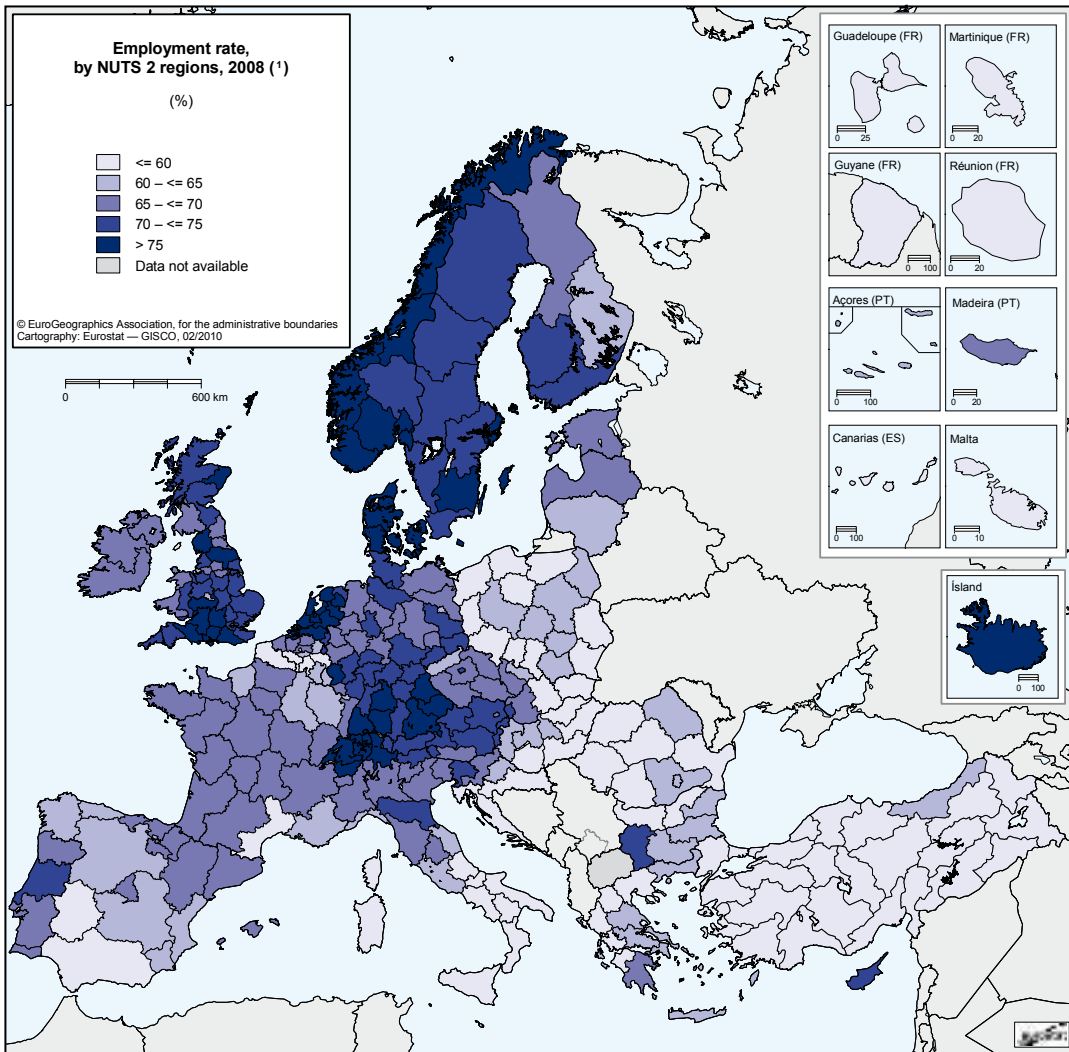 Employment rate,
by NUTS 2 regions, 2008 (¹)
(%)
<= 60
60 – <= 65
65 – <= 70
70 – <= 75
> 75
Data not available
© EuroGeographics Association, for the administrative boundaries
Cartography: Eurostat — GISCO, 02/2010
0 600 km
Guadeloupe (FR)
0 25
Martinique (FR)
0 20
Guyane (FR)
0 100
Réunion (FR)
0 20
Açores (PT)
0 100
Madeira (PT)
0 20
Canarias (ES)
0 100
Malta
0 10
Ísland
0 100